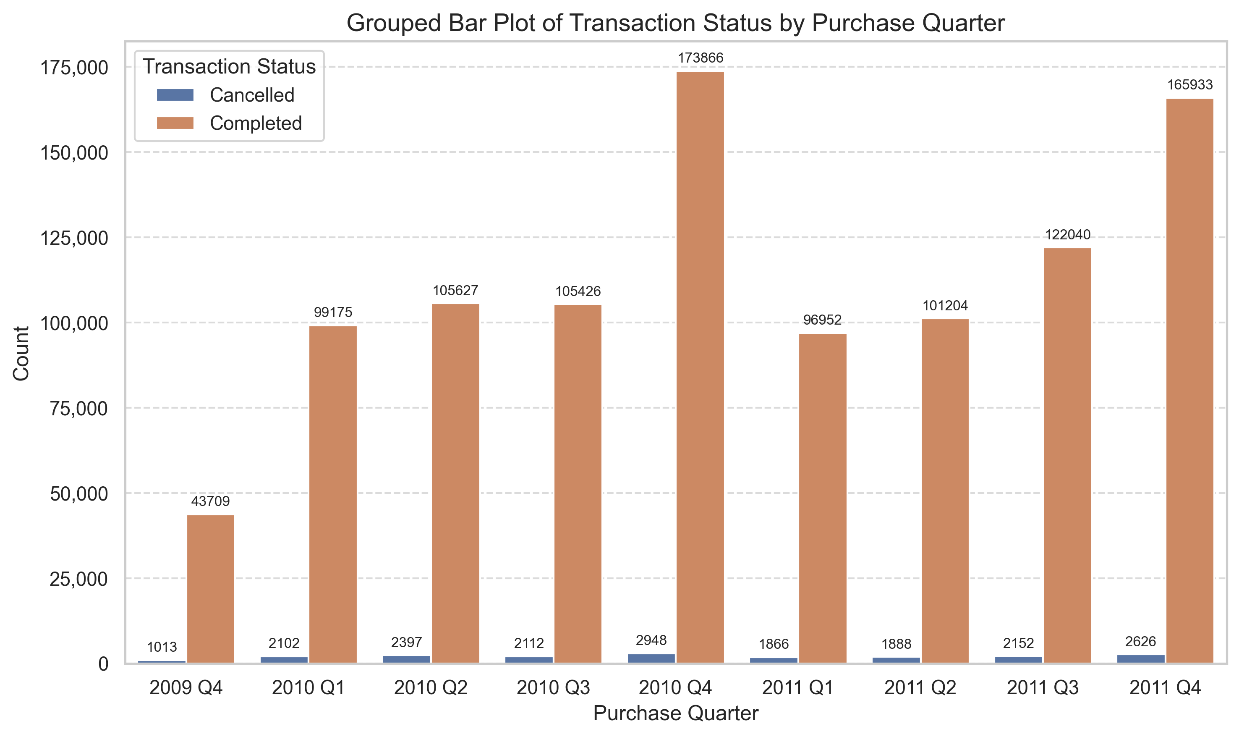 Grouped Bar Plot of Transaction Status by Purchase Quarter
Transaction Status
Cancelled
Completed
Count
175,000
150,000
125,000
100,000
75,000
50,000
25,000
0
1013
43709
2102
99175
2397
105627
2112
105426
2948
173866
1866
96952
1888
101204
2152
122040
2626
165933
2009 Q4
2010 Q1
2010 Q2
2010 Q3
2010 Q4
2011 Q1
2011 Q2
2011 Q3
2011 Q4
Purchase Quarter